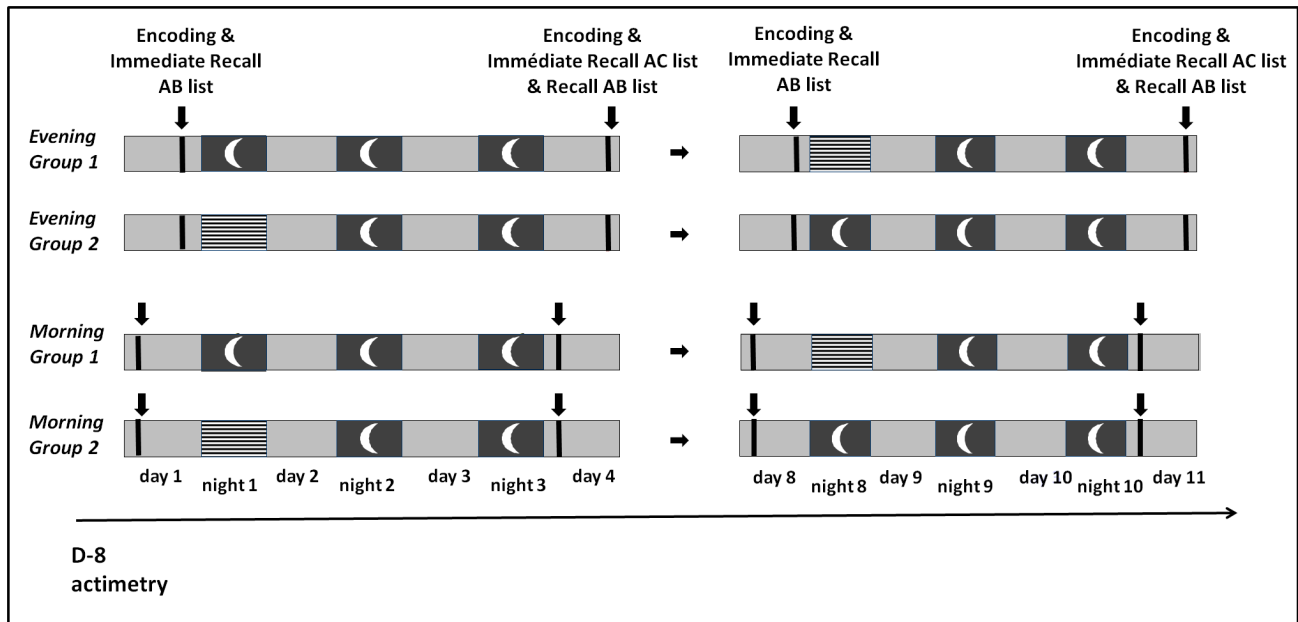 Encoding &
Immediate Recall
AB list
Encoding &
Immédiate Recall AC list
& Recall AB list
Encoding &
Immediate Recall
AB list
Encoding &
Immédiate Recall AC list
& Recall AB list
Evening
Group 1
Evening
Group 2
Morning
Group 1
Morning
Group 2
day 1
night 1
day 2
night 2
day 3
night 3
day 4
day 8
night 8
day 9
night 9
day 10
night 10
day 11
D-8
actimetry